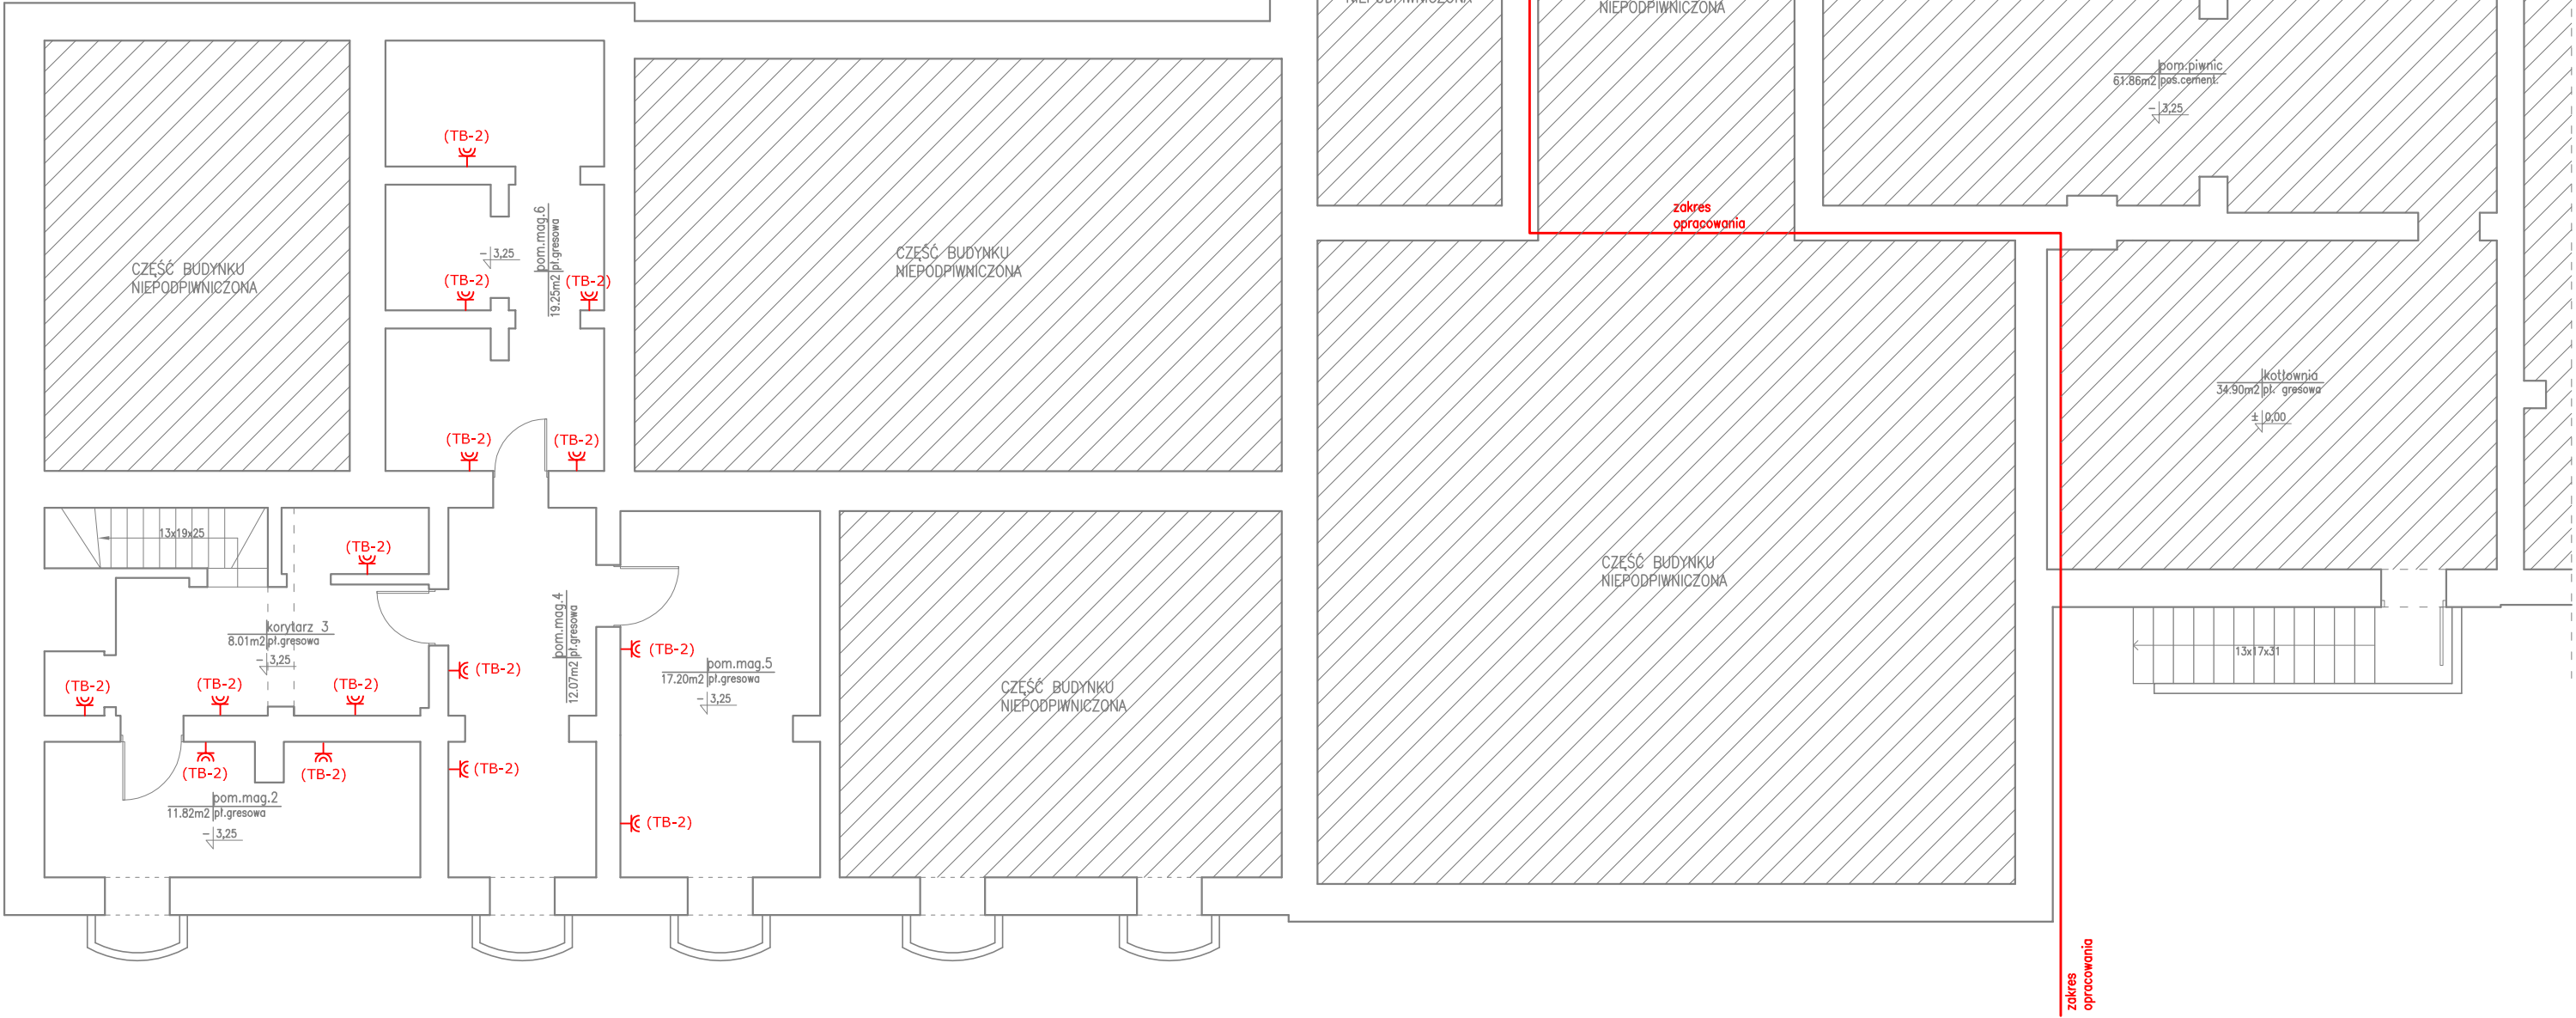 NIEPODPIWNICZONA
NIEPODPIWNICZONA
pom.piwnic
61.86m2 pos.cement.
- 3,25
(TB-2)
zakres
opracowania
pom.mag.6
19.25m2 pł.gresowa
- 3,25
CZĘŚĆ BUDYNKU
NIEPODPIWNICZONA
CZĘŚĆ BUDYNKU
NIEPODPIWNICZONA
(TB-2)
(TB-2)
kotłownia
34.90m2 pł. gresowa
± 0,00
(TB-2)
(TB-2)
13x19x25
(TB-2)
CZĘŚĆ BUDYNKU
NIEPODPIWNICZONA
korytarz 3
8.01m2 pł.gresowa
- 3,25
pom.mag.4
12.07m2 pł.gresowa
(TB-2)
13x17x31
(TB-2)
pom.mag.5
17.20m2 pł.gresowa
- 3,25
(TB-2)
(TB-2)
(TB-2)
CZĘŚĆ BUDYNKU
NIEPODPIWNICZONA
(TB-2)
(TB-2)
(TB-2)
pom.mag.2
11.82m2 pł.gresowa
- 3,25
(TB-2)
zakres
opracowania